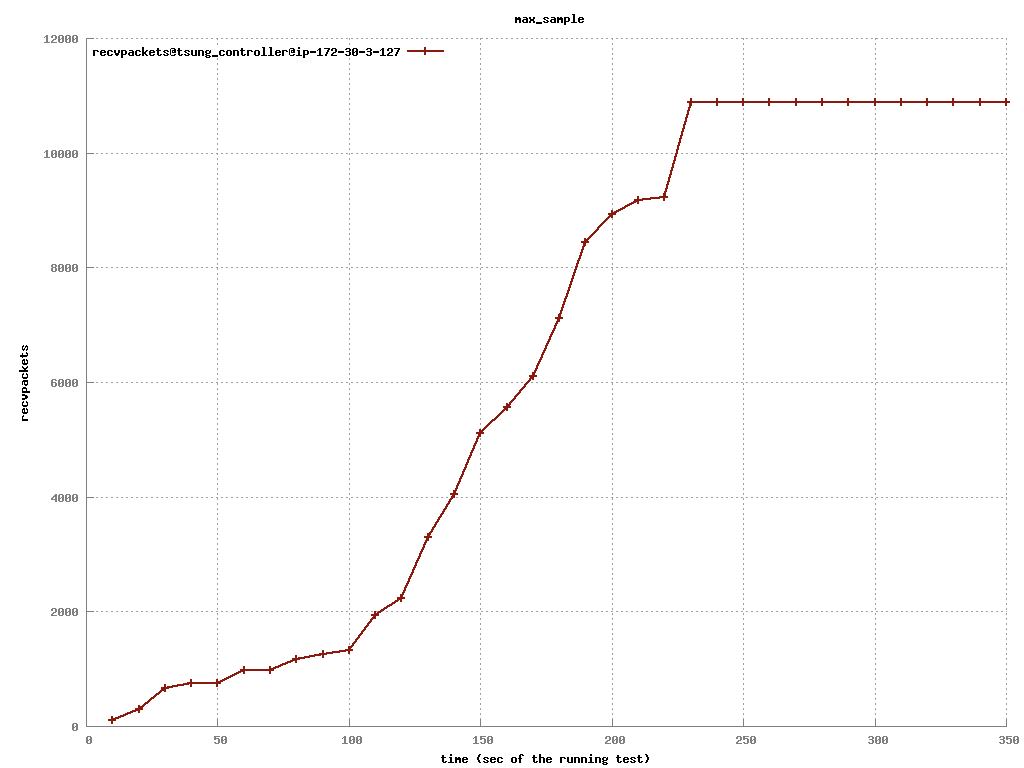 max_sample
12000
recvpackets@tsung_controller@ip-172-30-3-127
10000
8000
6000
recvpackets
4000
2000
0
0 50 100 150 200 250 300 350
time (sec of the running test)